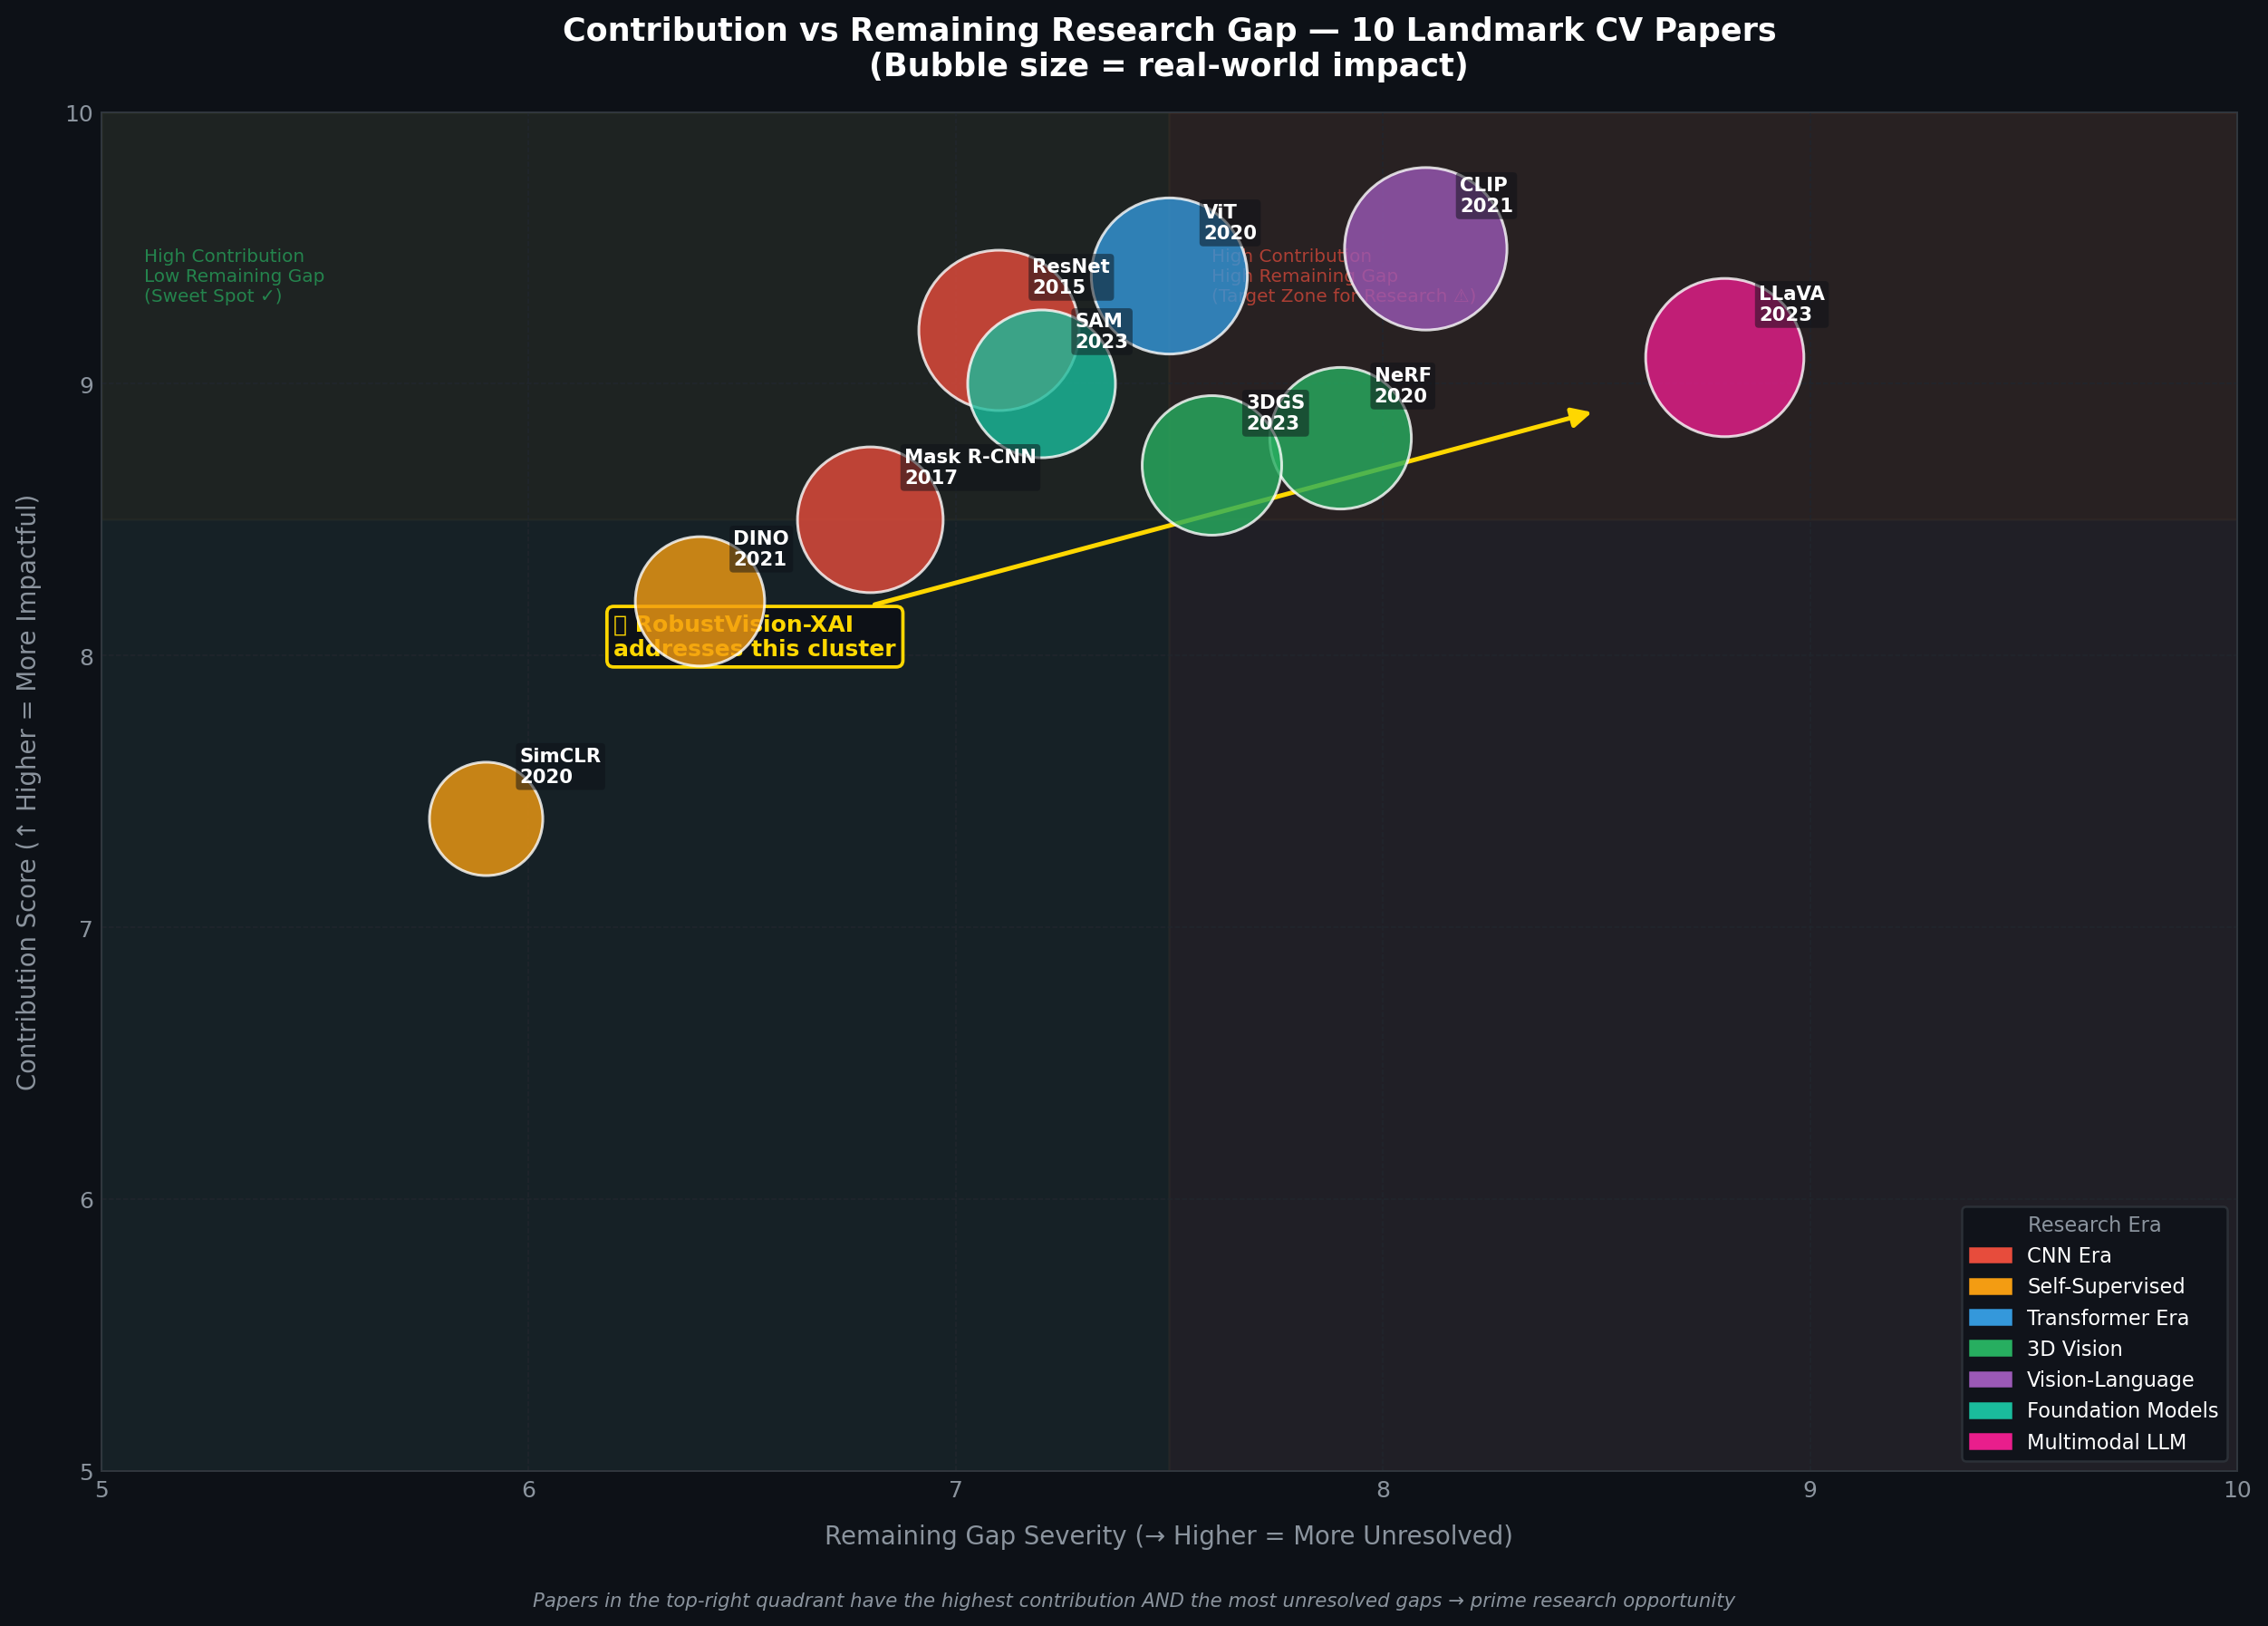 Contribution vs Remaining Research Gap — 10 Landmark CV Papers
(Bubble size = real-world impact)
Contribution Score (↑ Higher = More Impactful)
10
9
8
7
6
5
High Contribution
Low Remaining Gap
(Sweet Spot ✓)
High Contribution
High Remaining Gap
(Target Zone for Research ⚠)
CLIP
2021
ViT
2020
ResNet
2015
LLaVA
2023
SAM
2023
NeRF
2020
3DGS
2023
Mask R-CNN
2017
DINO
2021
RobustVision-XAI
addresses this cluster
SimCLR
2020
Research Era
CNN Era
Self-Supervised
Transformer Era
3D Vision
Vision-Language
Foundation Models
Multimodal LLM
5
6
7
8
9
10
Remaining Gap Severity (→ Higher = More Unresolved)
Papers in the top-right quadrant have the highest contribution AND the most unresolved gaps → prime research opportunity